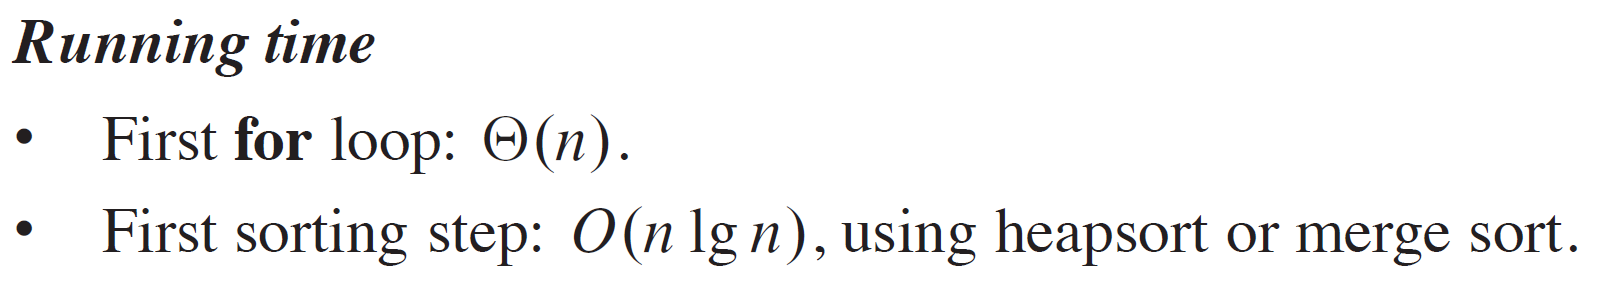 Running time
• First for loop: Θ(n).
• First sorting step: O(n lg n), using heapsort or merge sort.